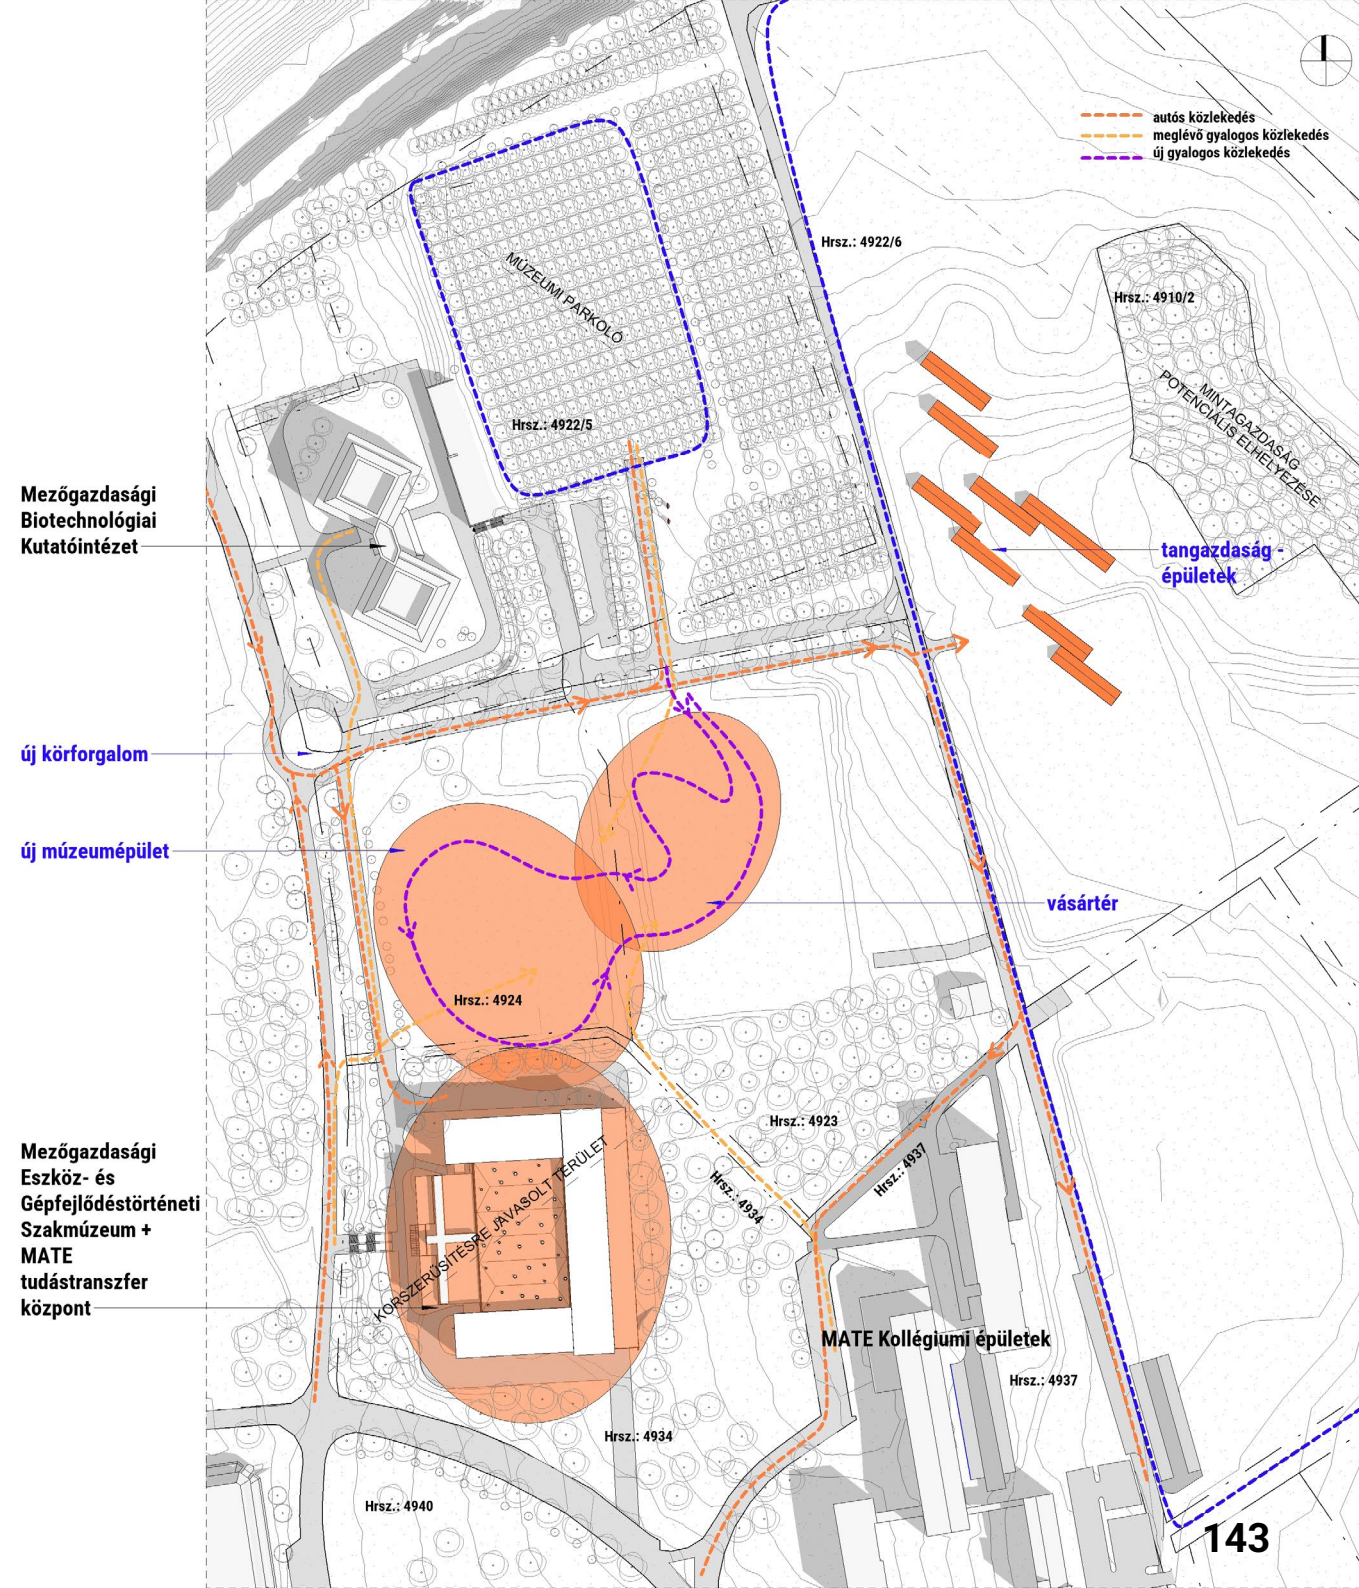 autós közlekedés
meglévő gyalogos közlekedés
új gyalogos közlekedés
Hrsz.: 4922/6
MÚZEUMI PARKOLÓ
Hrsz.: 4910/2
MINTAGAZDASÁG
POTENCIÁLIS ELHELYEZÉSE
Hrsz.: 4922/5
Mezőgazdasági
Biotechnológiai
Kutatóintézet
tangazdaság -
épületek
új körforgalom
új múzeumépület
vásártér
Hrsz.: 4924
Hrsz.: 4923
Hrsz.: 4937
Hrsz.: 4934
Mezőgazdasági
Eszköz- és
Gépfejlődéstörténeti
Szakmúzeum +
MATE
tudástranszfer
központ
KORSZERŰSÍTÉSRE JAVASOLT TERÜLET
MATE Kollégiumi épületek
Hrsz.: 4937
Hrsz.: 4934
Hrsz.: 4940
143